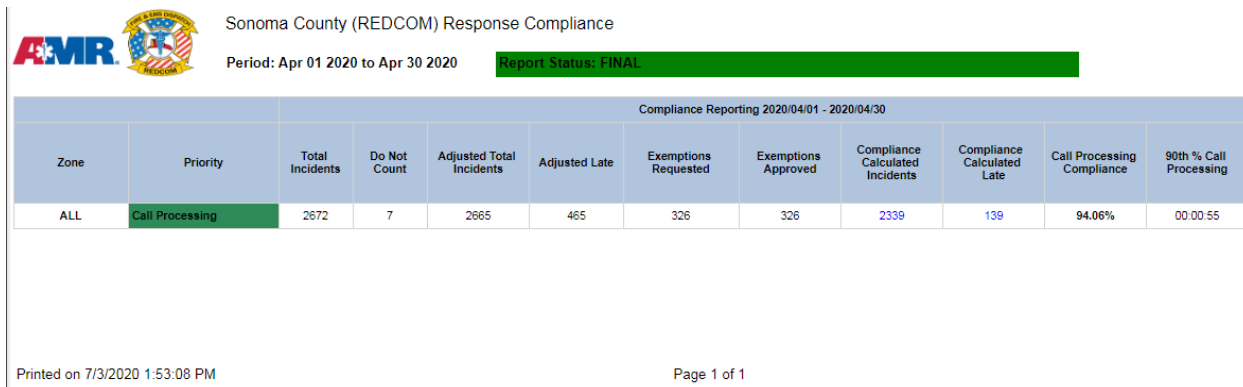 Sonoma County (REDCOM) Response Compliance
AMR
FIRE & EMS DISPATCH
REDCOM
Period: Apr 01 2020 to Apr 30 2020 Report Status: FINAL
Compliance Reporting 2020/04/01 - 2020/04/30
Zone Priority Total Incidents Do Not Count Adjusted Total Incidents Adjusted Late Exemptions Requested Exemptions Approved Compliance Calculated Incidents Compliance Calculated Late Call Processing Compliance 90th % Call Processing
ALL Call Processing 2672 7 2665 465 326 326 2339 139 94.06% 00:00:55
Printed on 7/3/2020 1:53:08 PM Page 1 of 1